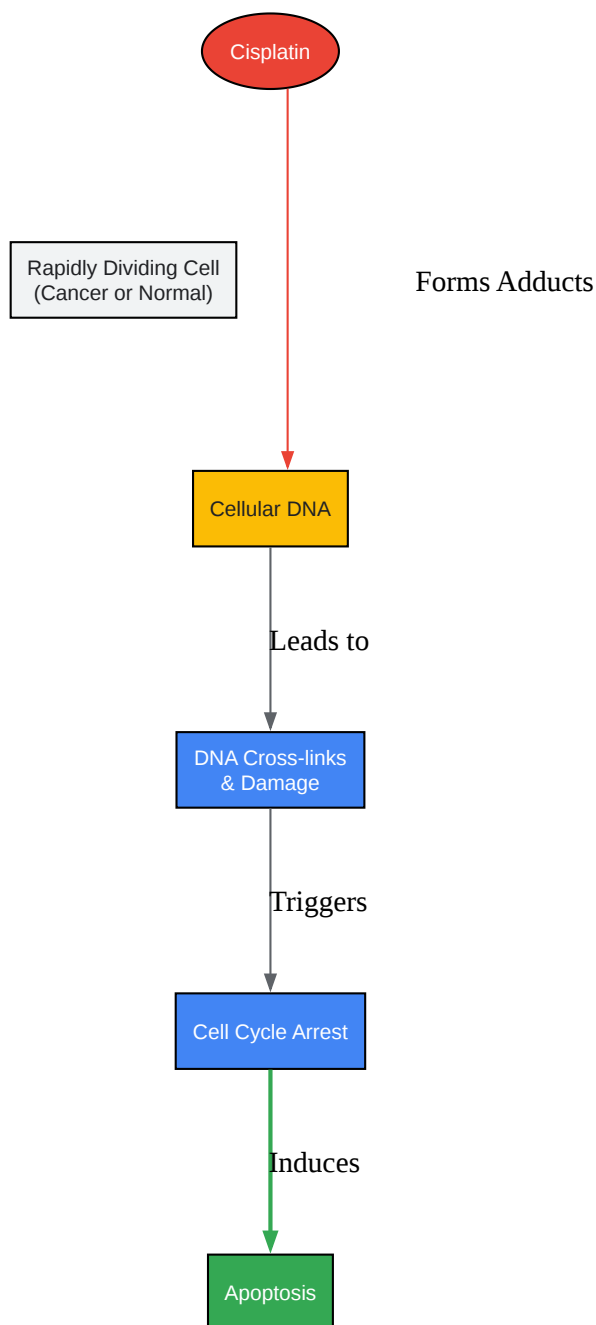 Cisplatin
Rapidly Dividing Cell
(Cancer or Normal)
Forms Adducts
Cellular DNA
Leads to
DNA Cross-links
& Damage
Triggers
Cell Cycle Arrest
Induces
Apoptosis